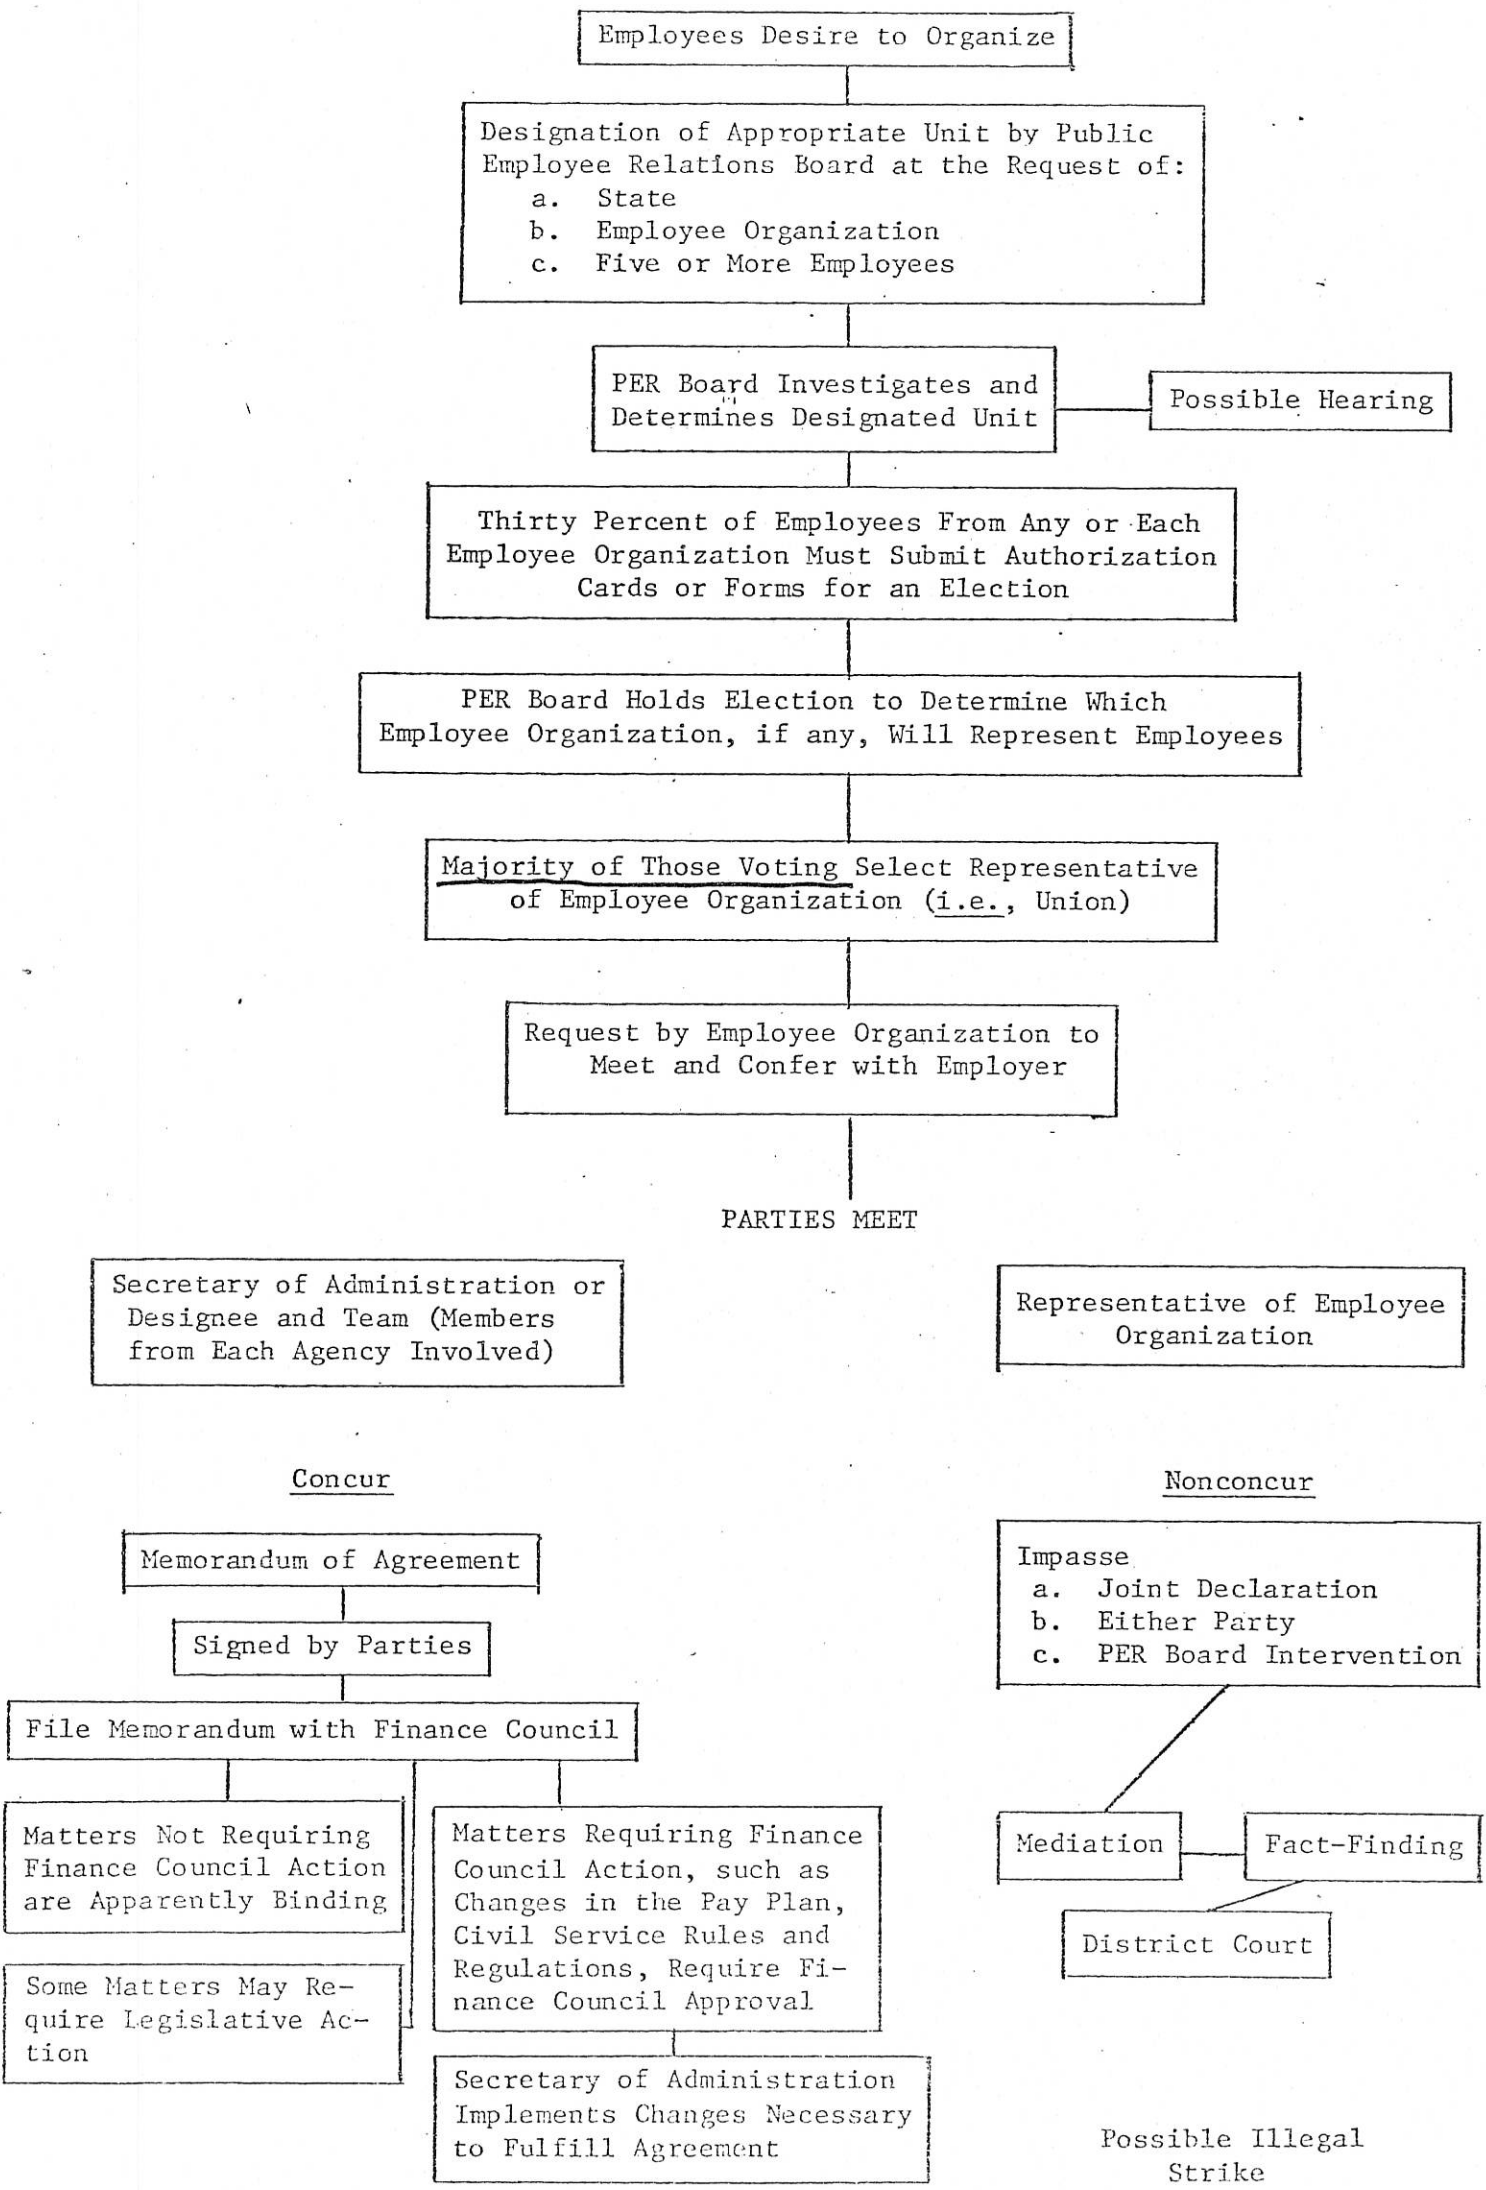 Employees Desire to Organize
Designation of Appropriate Unit by Public
Employee Relations Board at the Request of:
a. State
b. Employee Organization
c. Five or More Employees
PER Board Investigates and
Determines Designated Unit
Possible Hearing
Thirty Percent of Employees From Any or Each
Employee Organization Must Submit Authorization
Cards or Forms for an Election
PER Board Holds Election to Determine Which
Employee Organization, if any, Will Represent Employees
Majority of Those Voting Select Representative
of Employee Organization (i.e., Union)
Request by Employee Organization to
Meet and Confer with Employer
PARTIES MEET
Secretary of Administration or
Designee and Team (Members
from Each Agency Involved)
Representative of Employee
Organization
Concur
Memorandum of Agreement
Signed by Parties
File Memorandum with Finance Council
Matters Not Requiring
Finance Council Action
are Apparently Binding
Some Matters May Re-
quire Legislative Ac-
tion
Matters Requiring Finance
Council Action, such as
Changes in the Pay Plan,
Civil Service Rules and
Regulations, Require Fi-
nance Council Approval
Secretary of Administration
Implements Changes Necessary
to Fulfill Agreement
Nonconcur
Impasse
a. Joint Declaration
b. Either Party
c. PER Board Intervention
Mediation
Fact-Finding
District Court
Possible Illegal
Strike